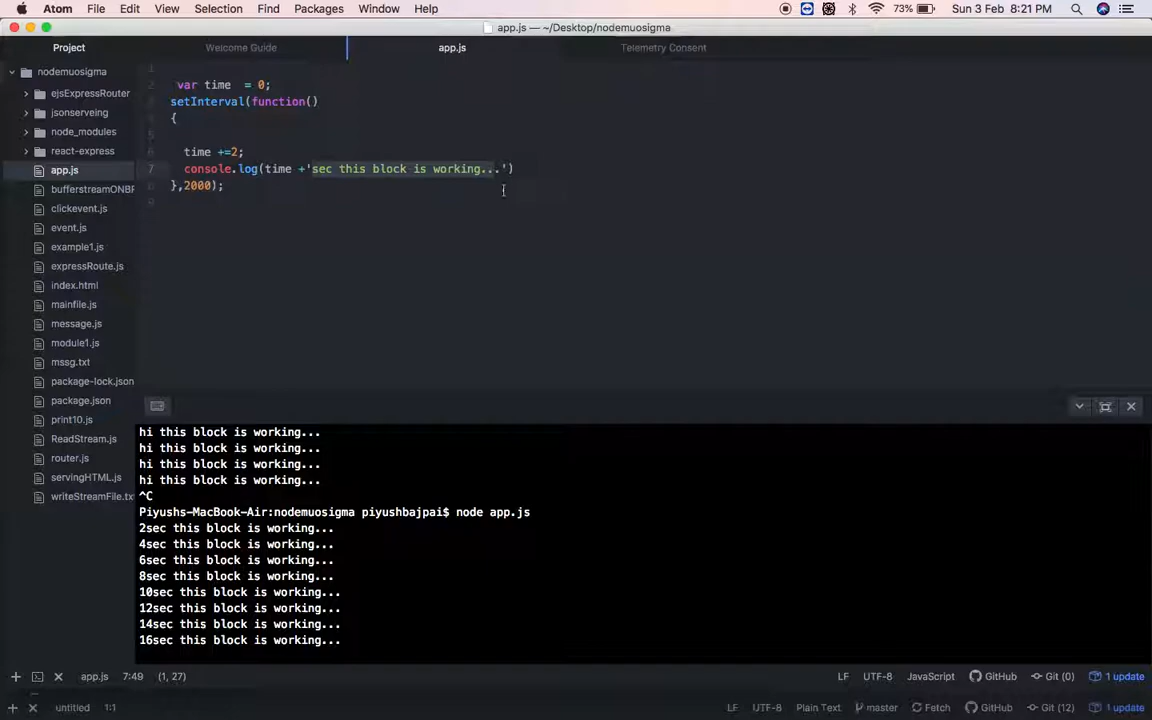 Atom File Edit View Selection Find Packages Window Help 73% Sun 3 Feb 8:21 PM
app.js — ~/Desktop/nodemuosigma
Project Welcome Guide app.js Telemetry Consent
nodemuosigma
ejsExpressRouter
jsonserveing
node_modules
react-express
app.js
bufferstreamONBF
clickevent.js
event.js
example1.js
expressRoute.js
index.html
mainfile.js
message.js
module1.js
mssg.txt
package-lock.json
package.json
print10.js
ReadStream.js
router.js
servingHTML.js
writeStreamFile.txt
1
2 var time = 0;
setInterval(function()
{
time +=2;
7 console.log(time +'sec this block is working...')
},2000);
hi this block is working...
hi this block is working...
hi this block is working...
hi this block is working...
^C
Piyushs-MacBook-Air:nodemuosigma piyushbajpai$ node app.js
2sec this block is working...
4sec this block is working...
6sec this block is working...
8sec this block is working...
10sec this block is working...
12sec this block is working...
14sec this block is working...
16sec this block is working...
app.js 7:49 (1, 27) LF UTF-8 JavaScript GitHub Git (0) 1 update
untitled 1:1 LF UTF-8 Plain Text master Fetch GitHub Git (12) 1 update